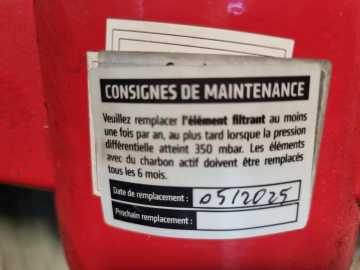 CONSIGNES DE MAINTENANCE
Veuillez remplacer l'élément filtrant au moins
une fois par an, au plus tard lorsque la pression
différentielle atteint 350 mbar. Les éléments
avec du charbon actif doivent être remplacés
tous les 6 mois.
Date de remplacement : 05/2025
Prochain remplacement :